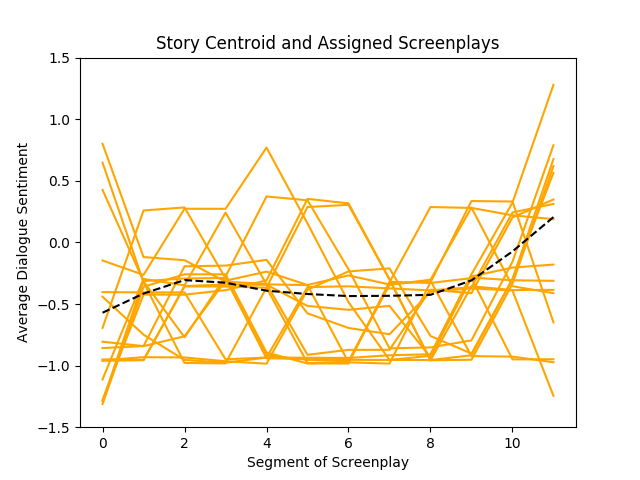 Story Centroid and Assigned Screenplays
1.5
1.0
0.5
0.0
−0.5
−1.0
−1.5
Average Dialogue Sentiment
0 2 4 6 8 10
Segment of Screenplay